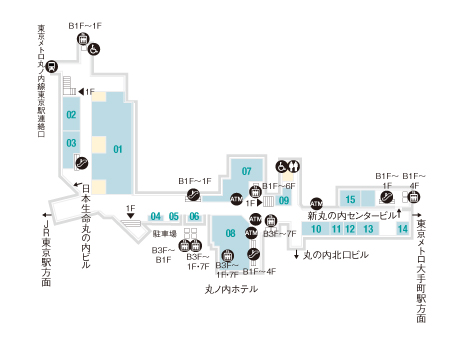 B1F～1F
東京メトロ丸ノ内線東京駅連絡口
1F
02
03
01
日本生命丸の内ビル
B1F～1F
07
ATM
1F
B1F～6F
09
ATM
15
B1F～
1F
B1F～
4F
新丸の内センタービル
1F
04
05
06
駐車場
ATM
ATM
08
B3F～7F
10
11
12
13
14
JR東京駅方面
B3F～
B1F
B3F～
1F・7F
B3F～
1F・7F
B1F～4F
丸の内北口ビル
東京メトロ大手町駅方面
丸ノ内ホテル